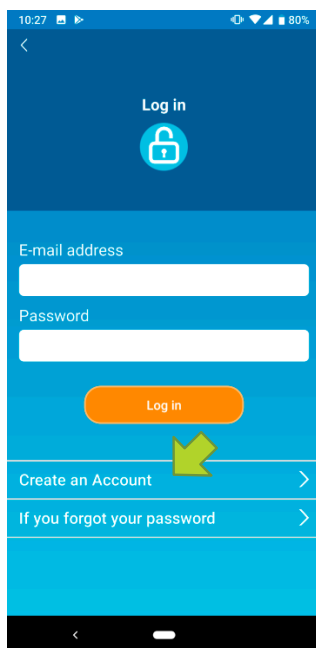 10:27 80%
Log in
E-mail address
Password
Log in
Create an Account
If you forgot your password